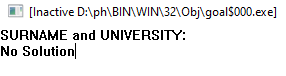 [Inactive D:\ph\BIN\WIN\32\Obj\goal$000.exe]
SURNAME and UNIVERSITY:
No Solution